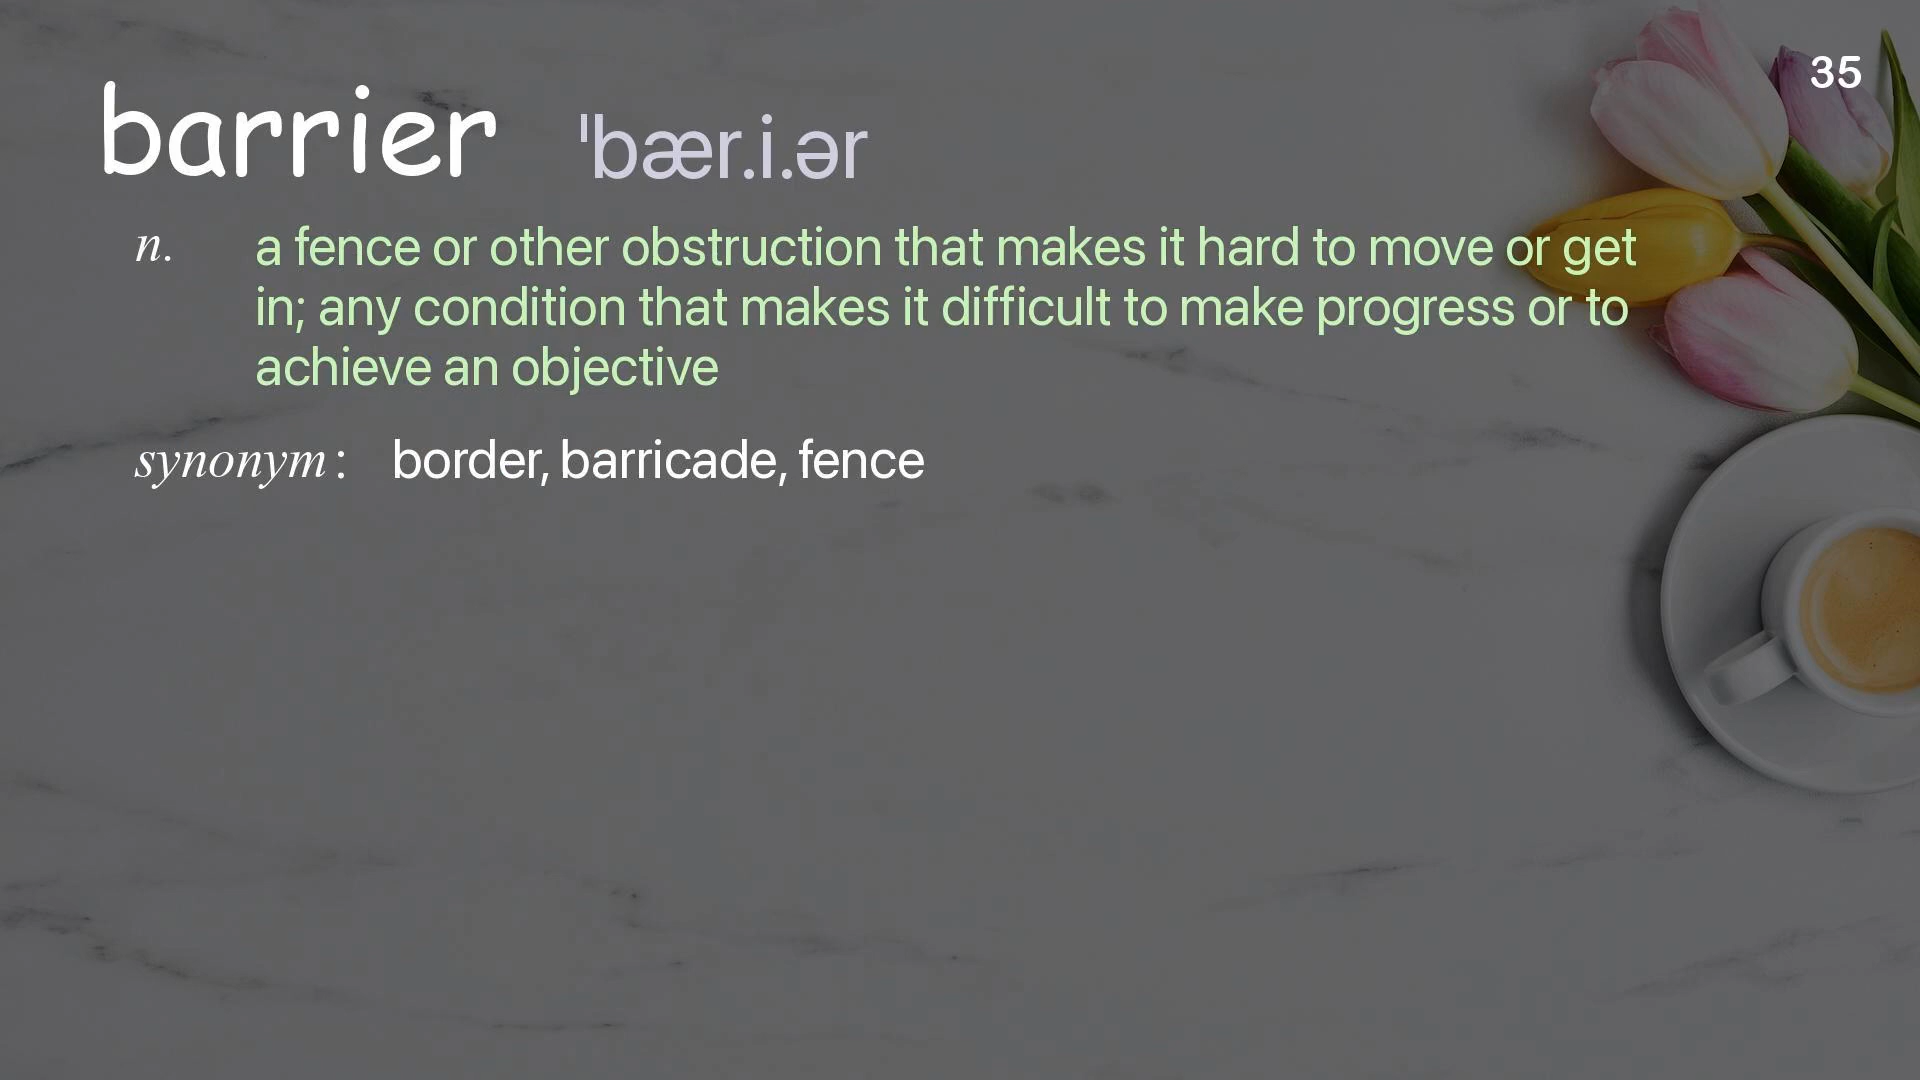 35
barrier ˈbær.i.ər
n. a fence or other obstruction that makes it hard to move or get
in; any condition that makes it difficult to make progress or to
achieve an objective
synonym: border, barricade, fence